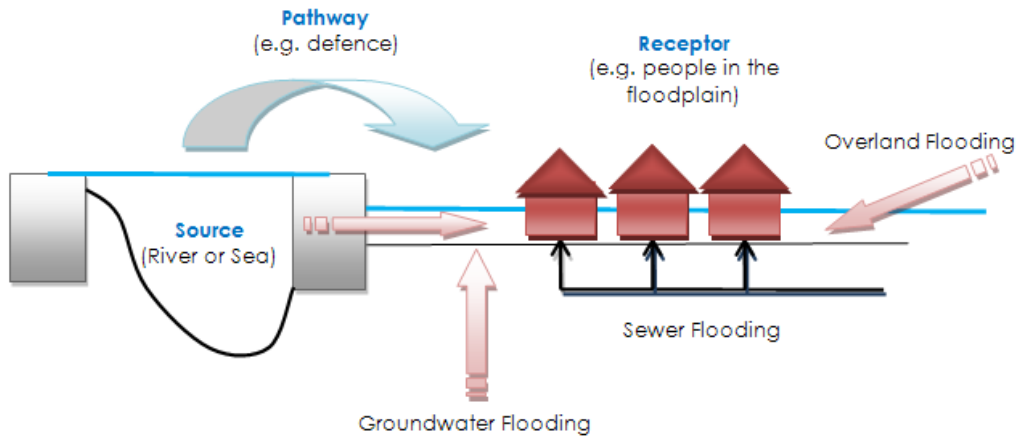 Pathway
(e.g. defence)
Receptor
(e.g. people in the
floodplain)
Overland Flooding
Source
(River or Sea)
Sewer Flooding
Groundwater Flooding